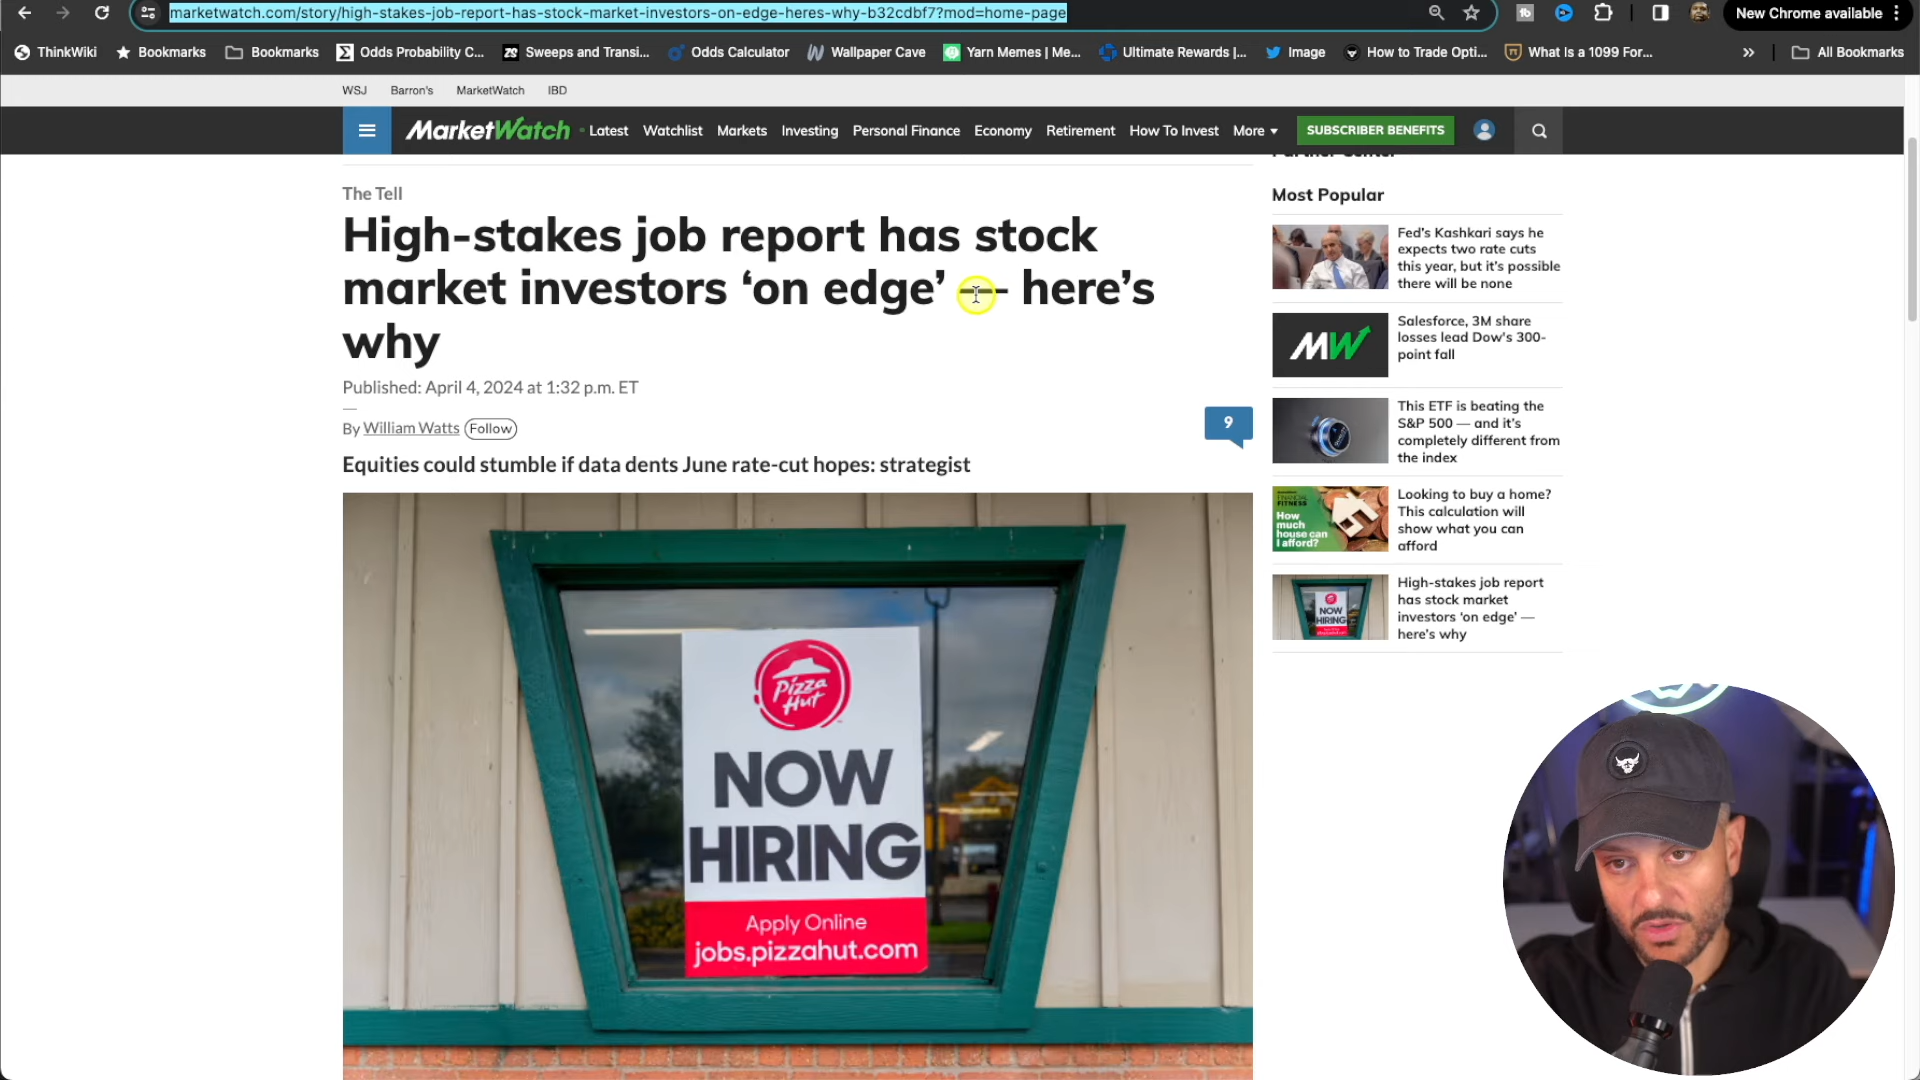 marketwatch.com/story/high-stakes-job-report-has-stock-market-investors-on-edge-heres-why-b32cdbf7?mod=home-page
New Chrome available
ThinkWiki
Bookmarks
Bookmarks
Odds Probability C...
Sweeps and Transi...
Odds Calculator
Wallpaper Cave
Yarn Memes | Me...
Ultimate Rewards |...
Image
How to Trade Opti...
What Is a 1099 For...
All Bookmarks
WSJ
Barron's
MarketWatch
IBD
MarketWatch
Latest
Watchlist
Markets
Investing
Personal Finance
Economy
Retirement
How To Invest
More
SUBSCRIBER BENEFITS
The Tell
High-stakes job report has stock
market investors ‘on edge’ — here’s
why
Published: April 4, 2024 at 1:32 p.m. ET
By William Watts Follow
9
Equities could stumble if data dents June rate-cut hopes: strategist
Pizza
Hut
NOW
HIRING
Apply Online
jobs.pizzahut.com
Partner Center
Most Popular
Fed’s Kashkari says he
expects two rate cuts
this year, but it’s possible
there will be none
MW
Salesforce, 3M share
losses lead Dow's 300-
point fall
This ETF is beating the
S&P 500 — and it’s
completely different from
the index
How
much
house can
I afford?
Looking to buy a home?
This calculation will
show what you can
afford
NOW
HIRING
High-stakes job report
has stock market
investors ‘on edge’ —
here’s why